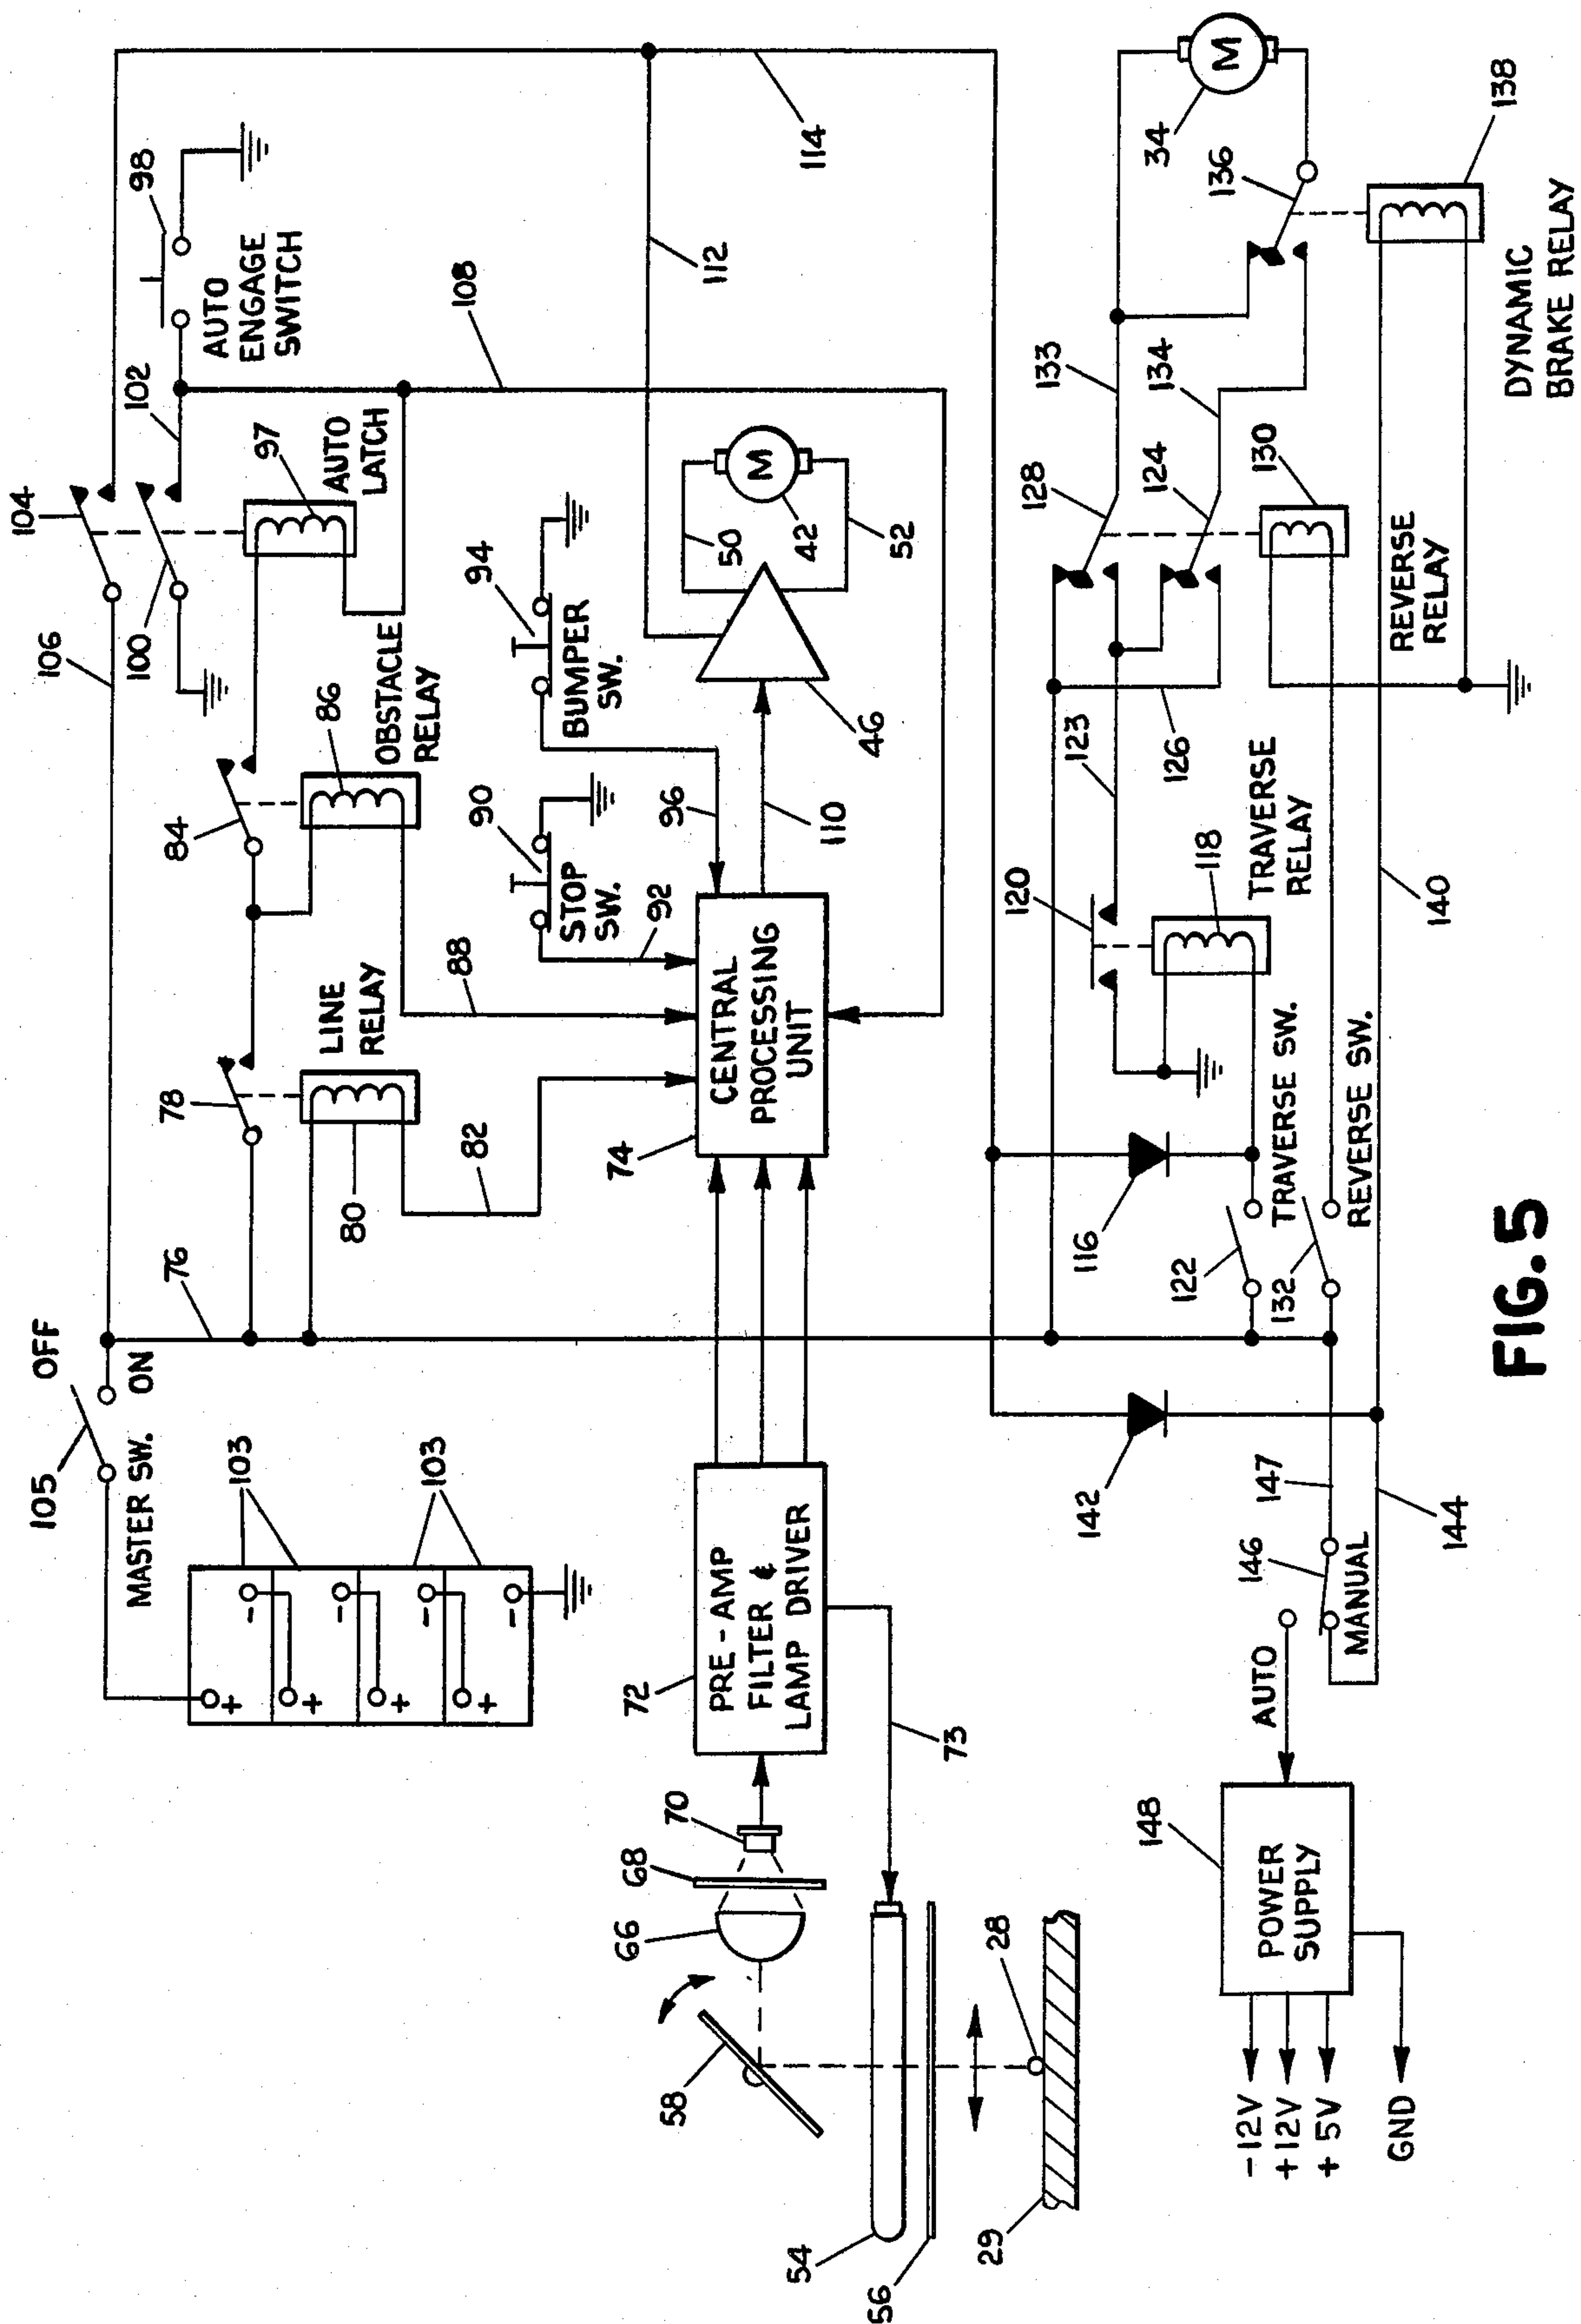 105
OFF
MASTER SW. ON
76
106
104
103
103
+
-
+
-
+
-
+
-
78
80
LINE
RELAY
82
84
86
OBSTACLE
RELAY
88
100
102
97
AUTO
LATCH
98
AUTO
ENGAGE
SWITCH
108
90
STOP
SW.
92
94
BUMPER
SW.
96
58
66
68
70
72
PRE-AMP
FILTER &
LAMP DRIVER
73
74
CENTRAL
PROCESSING
UNIT
110
46
50
M
42
52
112
114
54
56
28
29
148
POWER
SUPPLY
-12V
+12V
+5V
GND
AUTO
146
MANUAL
147
144
142
116
122
TRAVERSE SW.
132
REVERSE SW.
120
118
TRAVERSE
RELAY
123
126
128
124
130
REVERSE
RELAY
133
134
136
34
M
138
140
DYNAMIC
BRAKE RELAY
FIG. 5